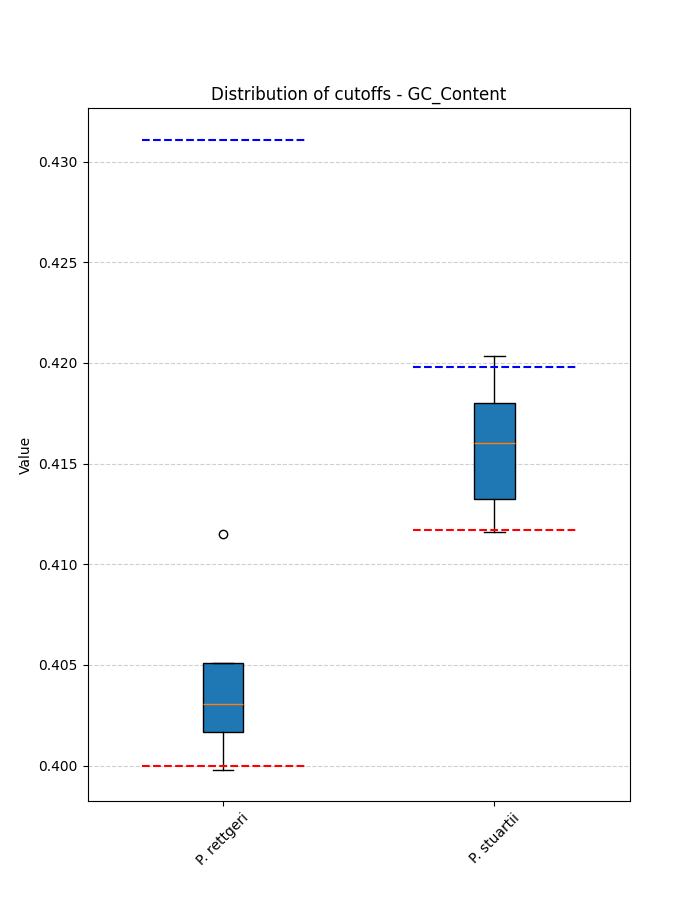 Distribution of cutoffs - GC_Content
0.430
0.425
0.420
0.415
0.410
0.405
0.400
Value
P. rettgeri
P. stuartii